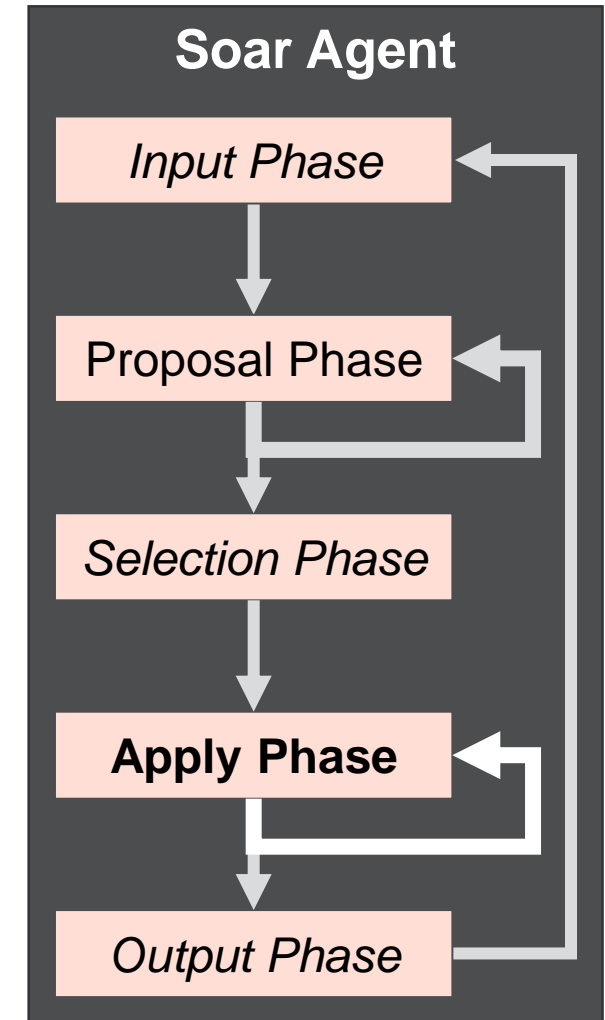 Soar Agent
Input Phase
Proposal Phase
Selection Phase
Apply Phase
Output Phase